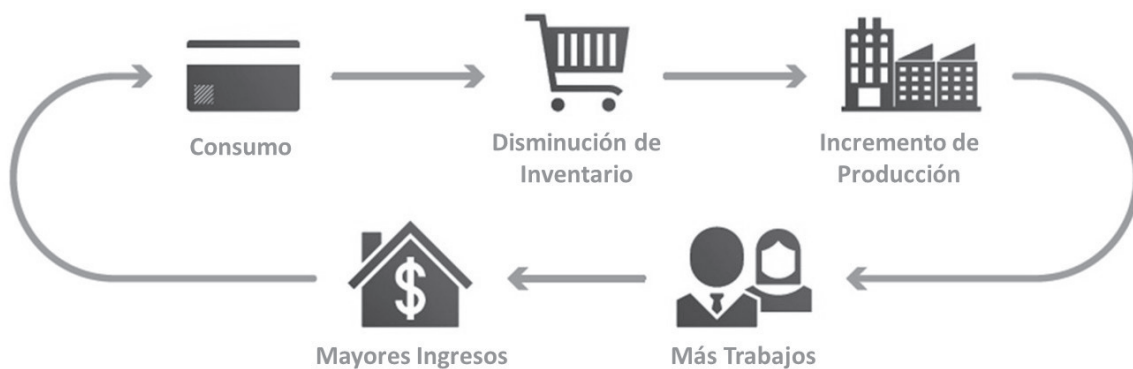 Consumo
Disminución de
Inventario
Incremento de
Producción
$
Mayores Ingresos
Más Trabajos